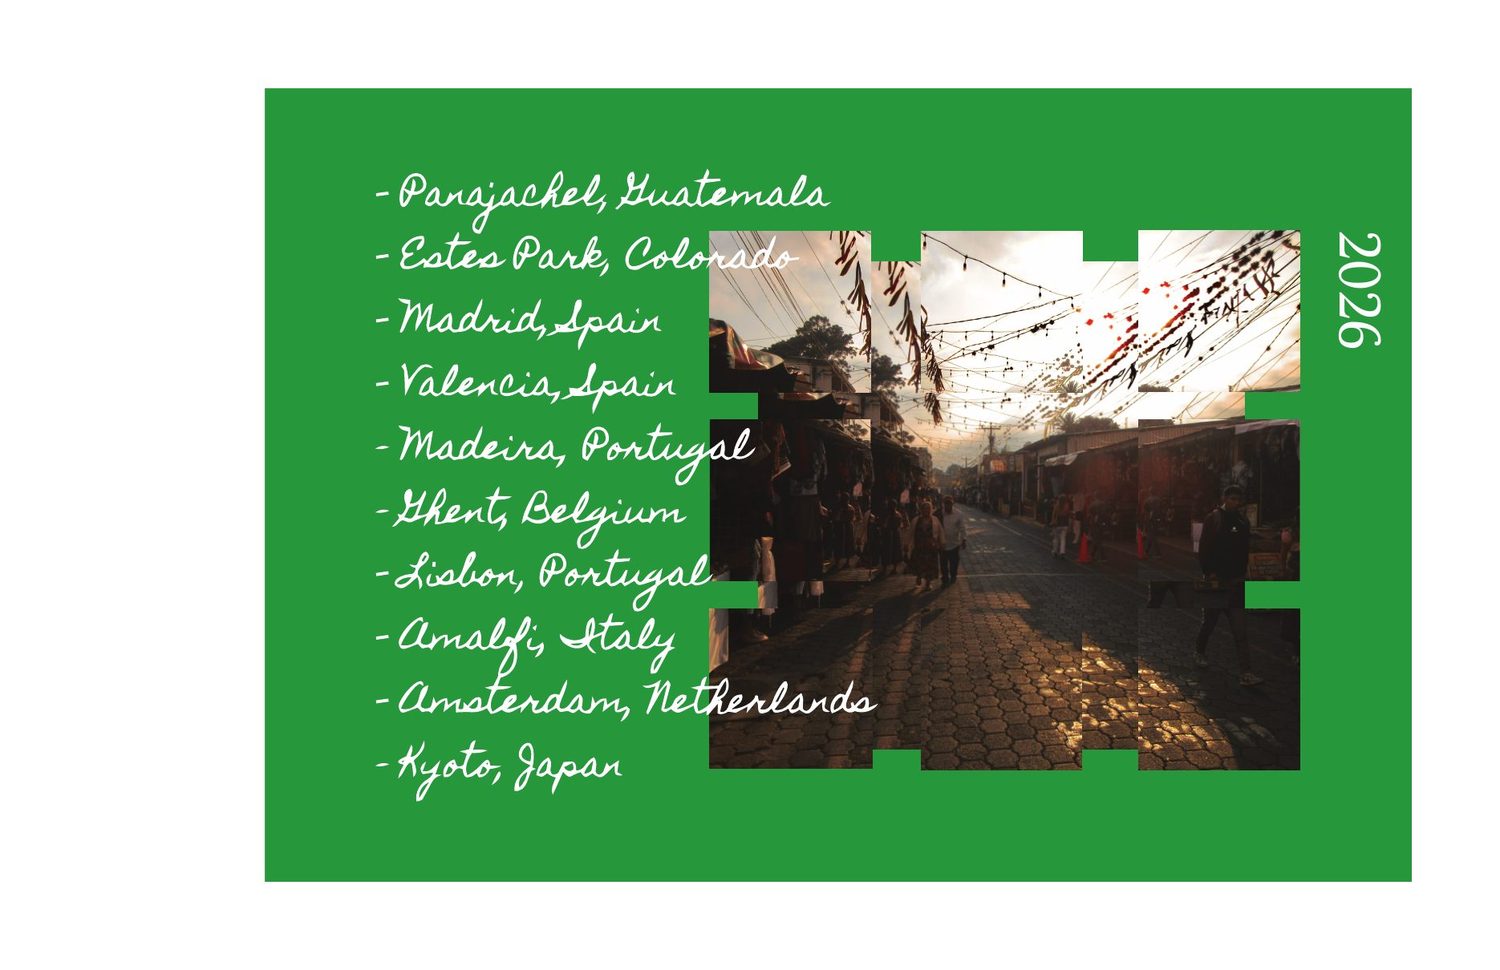 - Panajachel, Guatemala
- Estes Park, Colorado
- Madrid, Spain
- Valencia, Spain
- Madeira, Portugal
- Ghent, Belgium
- Lisbon, Portugal
- Amalfi, Italy
- Amsterdam, Netherlands
- Kyoto, Japan
2026